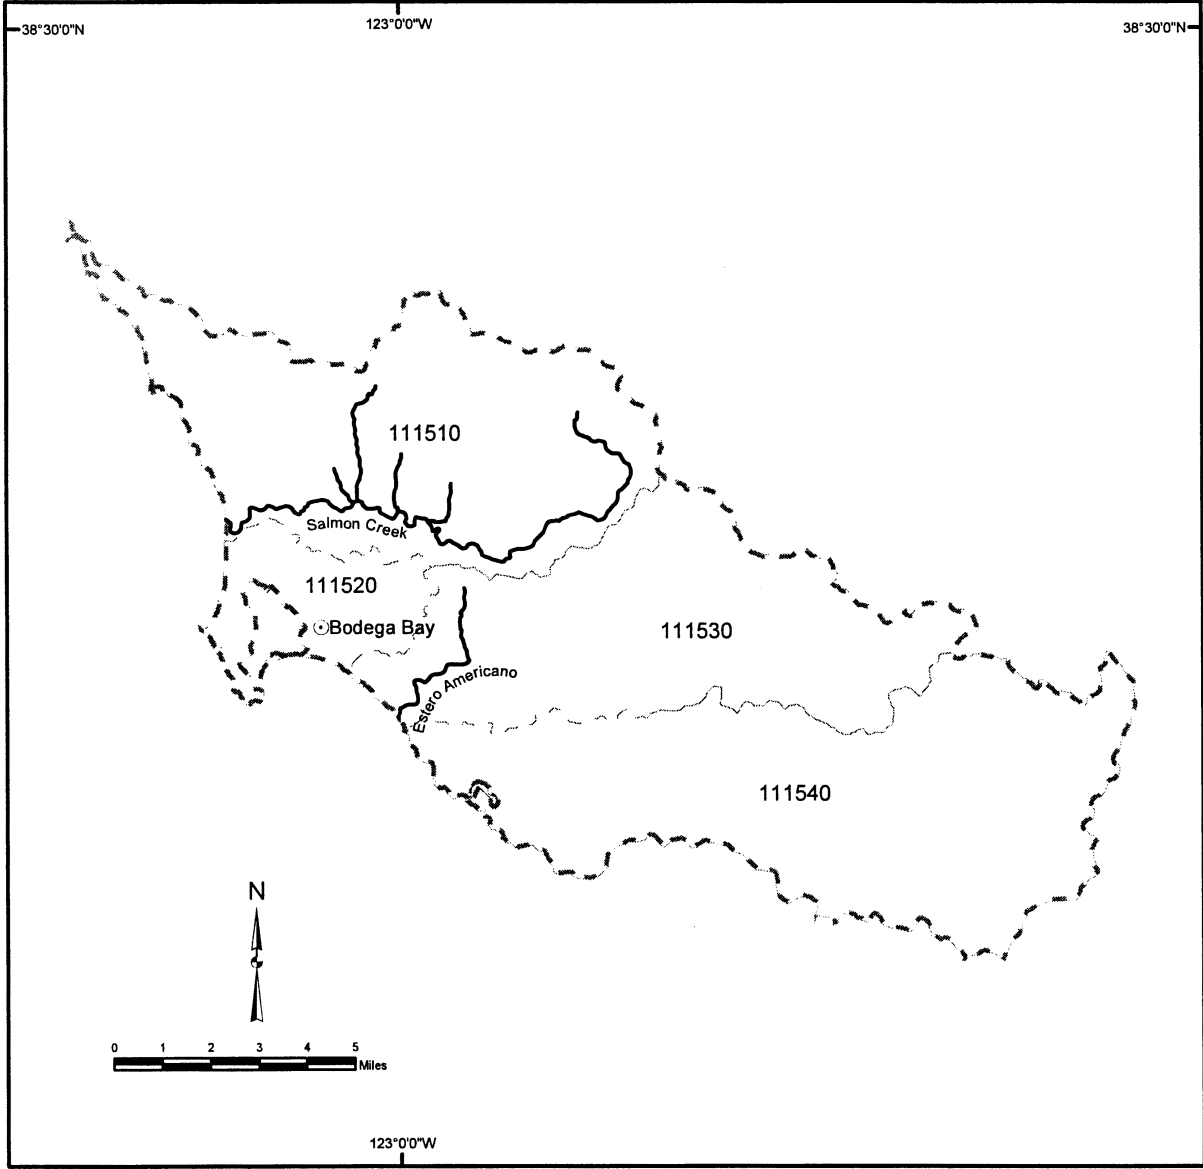 123°0'0"W
38°30'0"N
38°30'0"N
111510
Salmon Creek
111520
Bodega Bay
111530
Estero Americano
111540
N
0 1 2 3 4 5
Miles
123°0'0"W